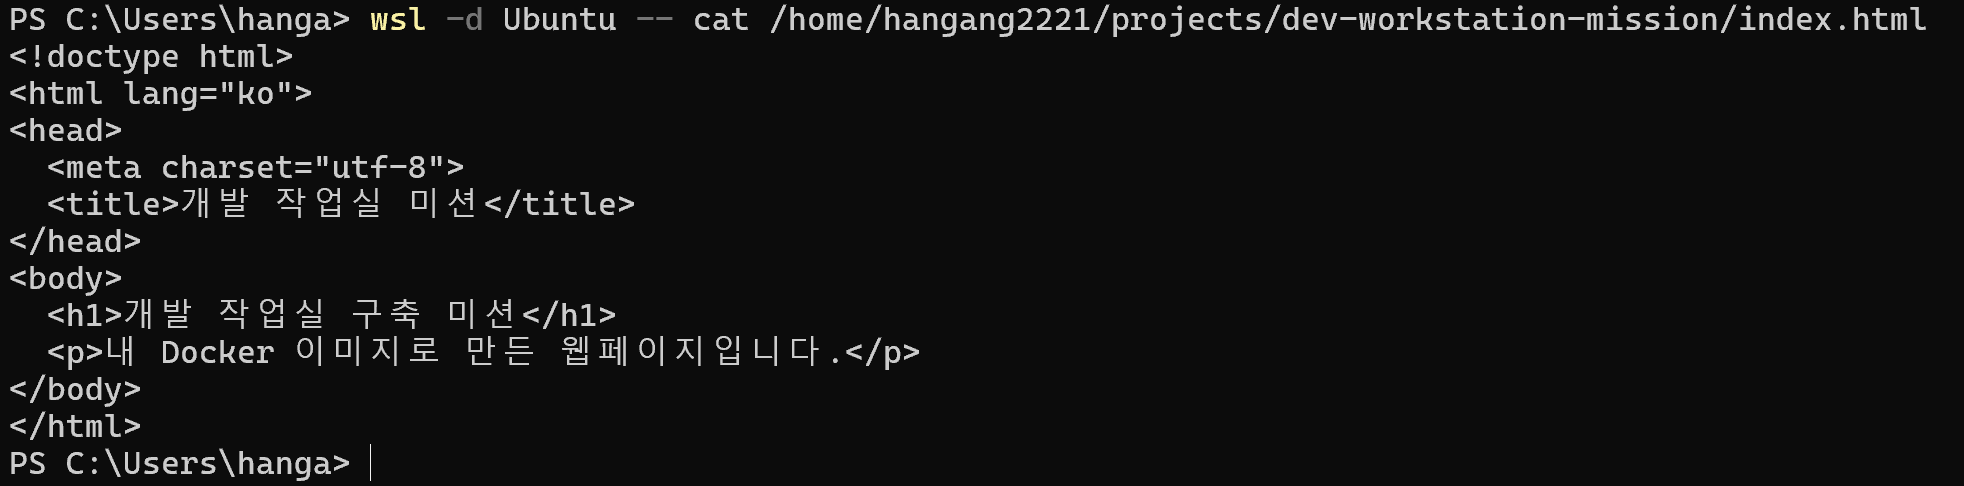 PS C:\Users\hanga> wsl -d Ubuntu -- cat /home/hangang2221/projects/dev-workstation-mission/index.html
<!doctype html>
<html lang="ko">
<head>
  <meta charset="utf-8">
  <title>개발 작업실 미션</title>
</head>
<body>
  <h1>개발 작업실 구축 미션</h1>
  <p>내 Docker 이미지로 만든 웹페이지입니다.</p>
</body>
</html>
PS C:\Users\hanga>